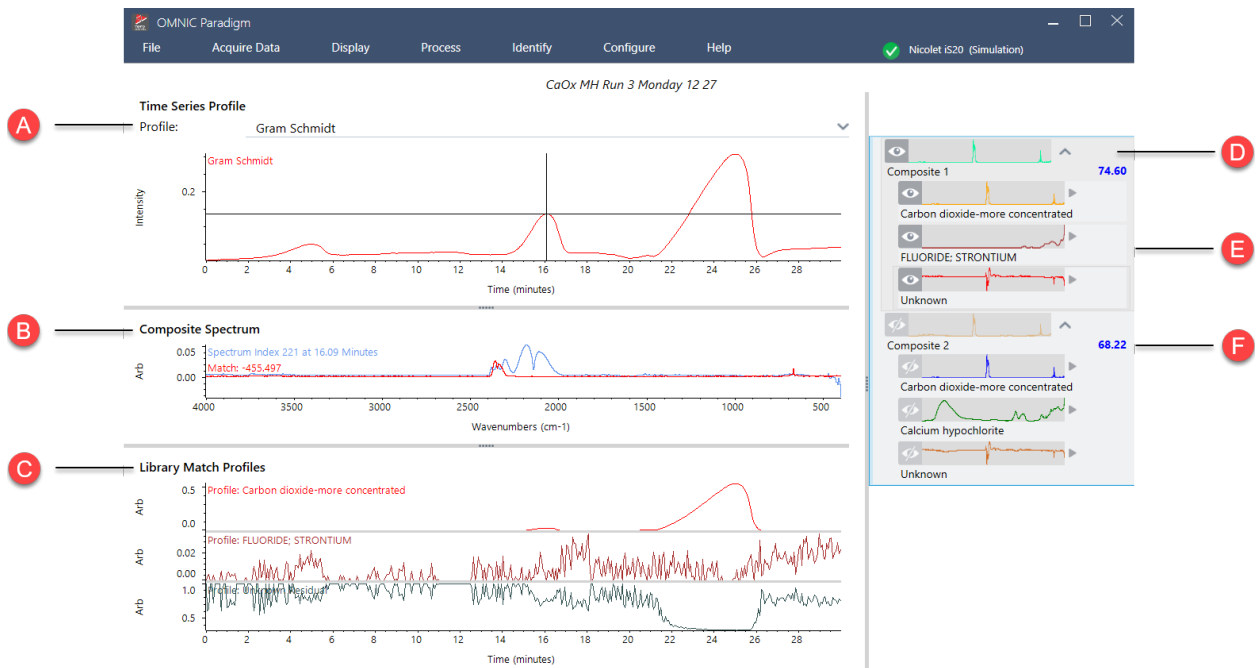 OMNIC Paradigm
File Acquire Data Display Process Identify Configure Help Nicolet iS20 (Simulation)
CaOx MH Run 3 Monday 12 27
Time Series Profile
A
Profile: Gram Schmidt
Gram Schmidt
0.2
Intensity
0 2 4 6 8 10 12 14 16 18 20 22 24 26 28
Time (minutes)
B
Composite Spectrum
0.05
Spectrum Index 221 at 16.09 Minutes
Match: -455.497
0.00
Arb
4000 3500 3000 2500 2000 1500 1000 500
Wavenumbers (cm-1)
C
Library Match Profiles
0.5
Profile: Carbon dioxide-more concentrated
Arb
0.0
Profile: FLUORIDE; STRONTIUM
0.02
Arb
0.00
1.0
Profile: Unknown Residual
Arb
0.5
0 2 4 6 8 10 12 14 16 18 20 22 24 26 28
Time (minutes)
D
Composite 1 74.60
Carbon dioxide-more concentrated
E
FLUORIDE; STRONTIUM
Unknown
F
Composite 2 68.22
Carbon dioxide-more concentrated
Calcium hypochlorite
Unknown